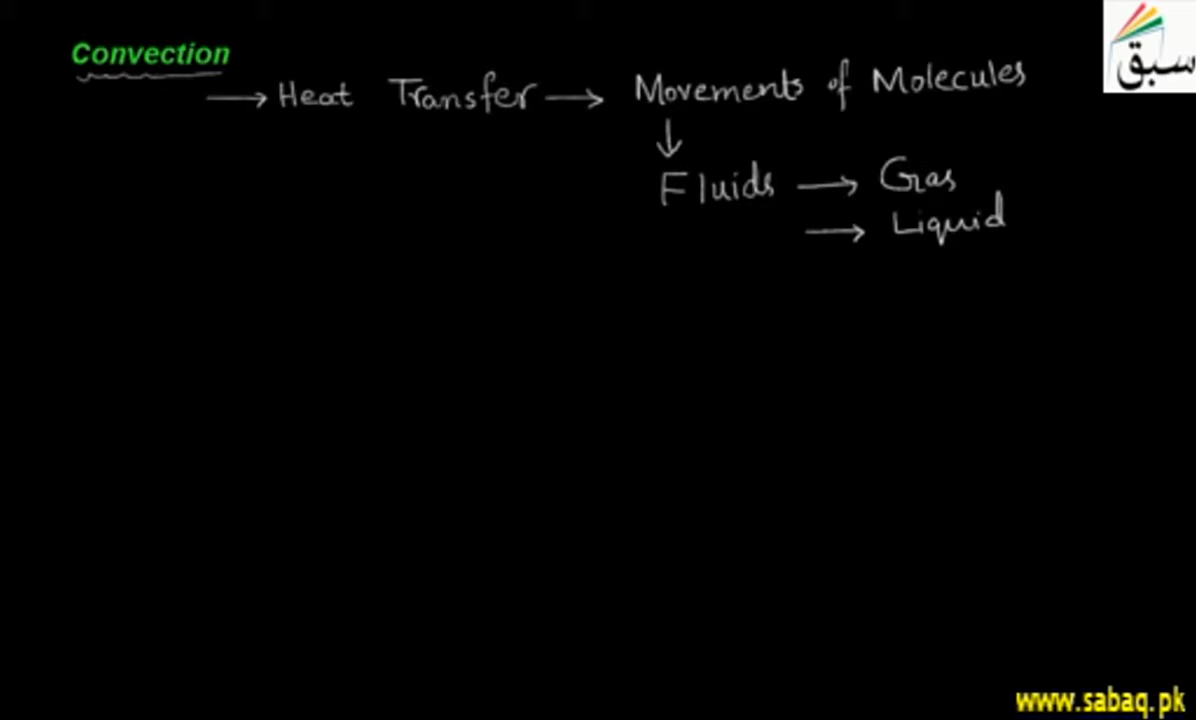 Convection
سبق
→ Heat Transfer → Movements of Molecules
↓
Fluids → Gas
→ Liquid
www.sabaq.pk